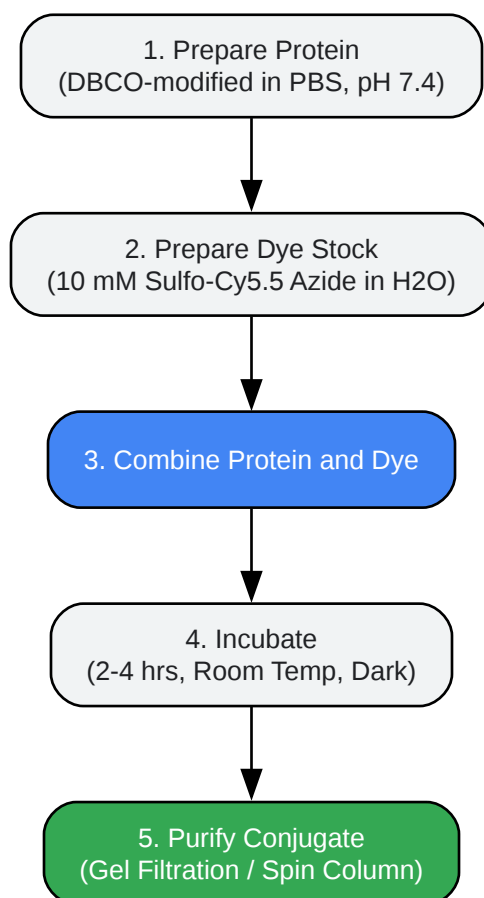 1. Prepare Protein
(DBCO-modified in PBS, pH 7.4)
2. Prepare Dye Stock
(10 mM Sulfo-Cy5.5 Azide in H2O)
3. Combine Protein and Dye
4. Incubate
(2-4 hrs, Room Temp, Dark)
5. Purify Conjugate
(Gel Filtration / Spin Column)